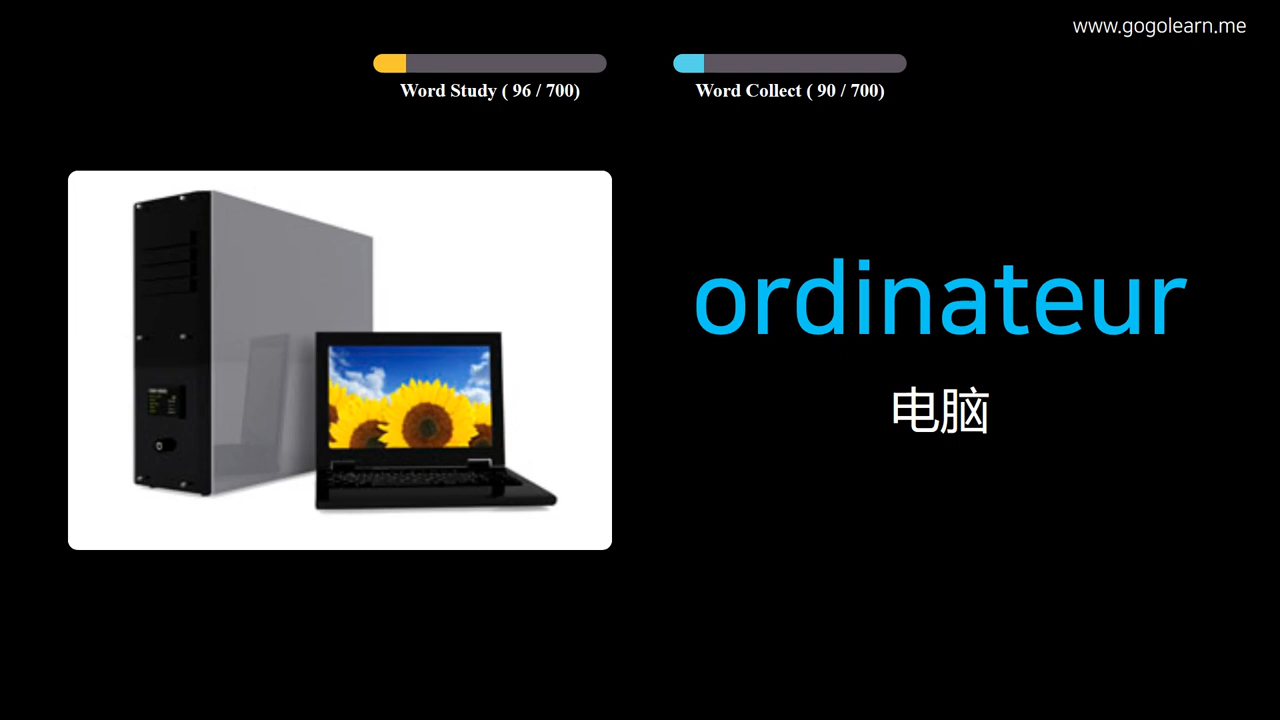 www.gogolearn.me
Word Study ( 96 / 700)
Word Collect ( 90 / 700)
ordinateur
电脑